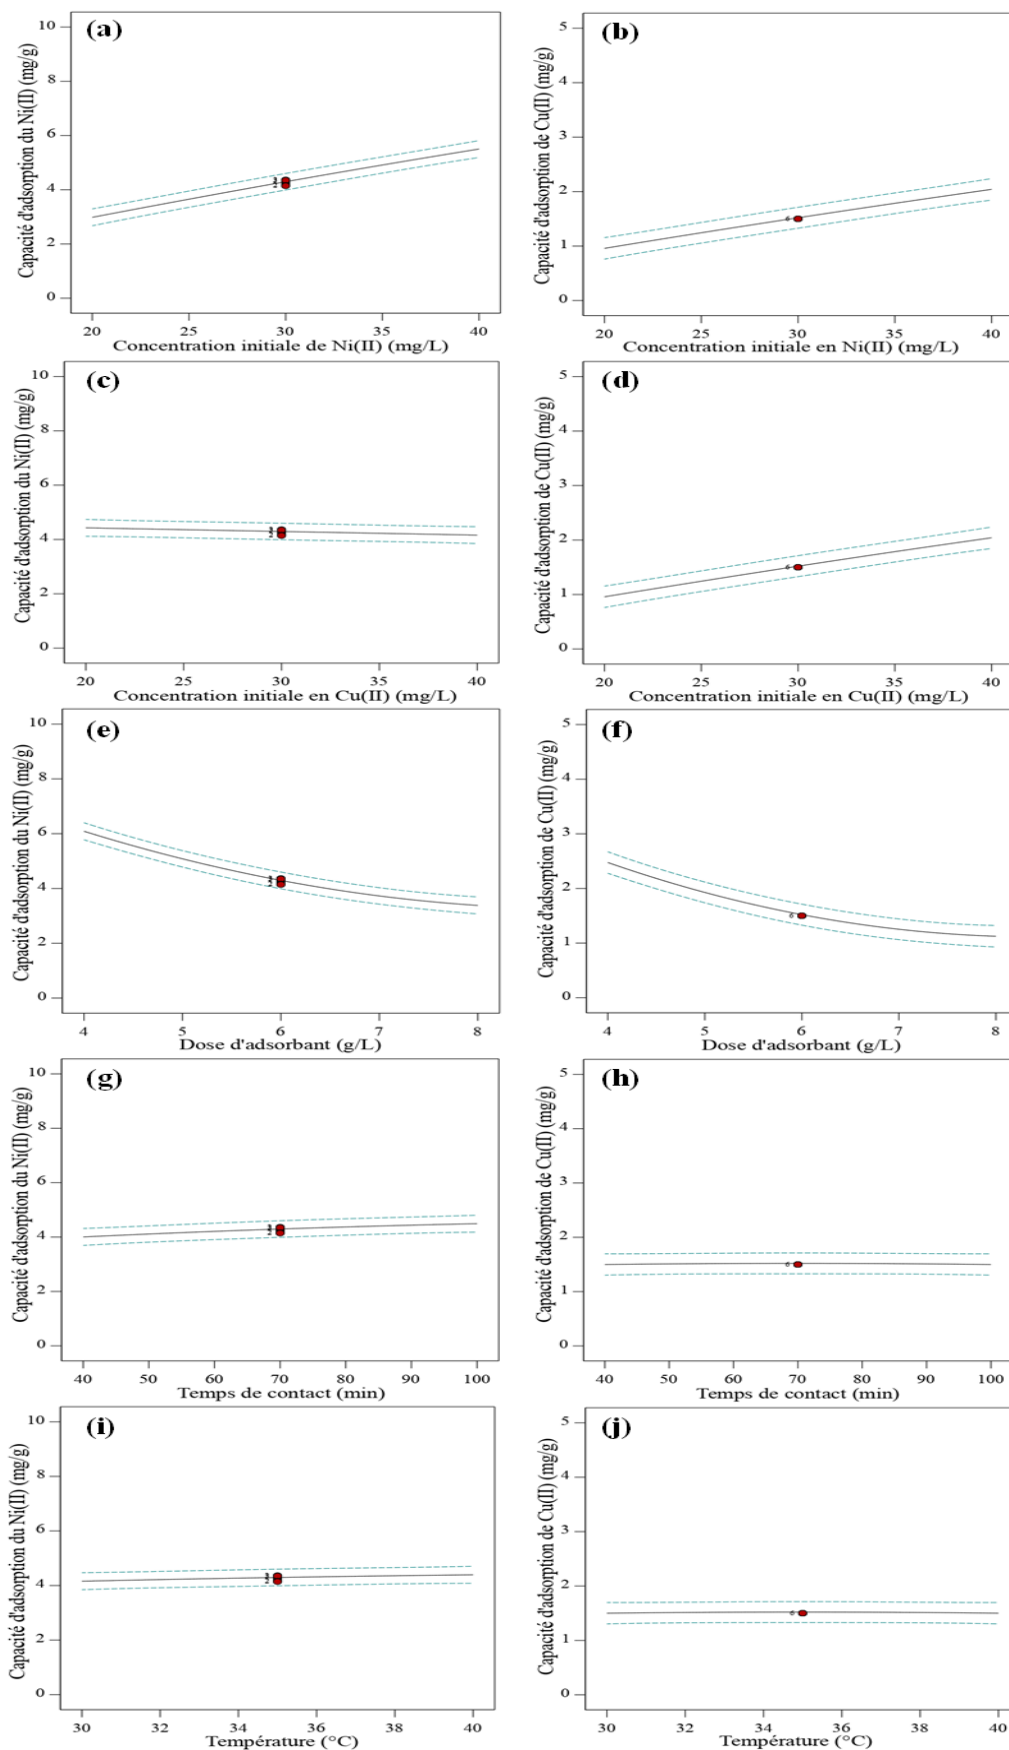 (a)
Capacité d'adsorption du Ni(II) (mg/g)
10
8
6
4
2
0
20 25 30 35 40
Concentration initiale de Ni(II) (mg/L)
(b)
Capacité d'adsorption de Cu(II) (mg/g)
5
4
3
2
1
0
6
20 25 30 35 40
Concentration initiale en Ni(II) (mg/L)
(c)
Capacité d'adsorption du Ni(II) (mg/g)
10
8
6
4
2
0
20 25 30 35 40
Concentration initiale en Cu(II) (mg/L)
(d)
Capacité d'adsorption de Cu(II) (mg/g)
5
4
3
2
1
0
6
20 25 30 35 40
Concentration initiale en Cu(II) (mg/L)
(e)
Capacité d'adsorption du Ni(II) (mg/g)
10
8
6
4
2
0
4 5 6 7 8
Dose d'adsorbant (g/L)
(f)
Capacité d'adsorption de Cu(II) (mg/g)
5
4
3
2
1
0
6
4 5 6 7 8
Dose d'adsorbant (g/L)
(g)
Capacité d'adsorption du Ni(II) (mg/g)
10
8
6
4
2
0
40 50 60 70 80 90 100
Temps de contact (min)
(h)
Capacité d'adsorption de Cu(II) (mg/g)
5
4
3
2
1
0
6
40 50 60 70 80 90 100
Temps de contact (min)
(i)
Capacité d'adsorption du Ni(II) (mg/g)
10
8
6
4
2
0
30 32 34 36 38 40
Température (°C)
(j)
Capacité d'adsorption de Cu(II) (mg/g)
5
4
3
2
1
0
6
30 32 34 36 38 40
Température (°C)